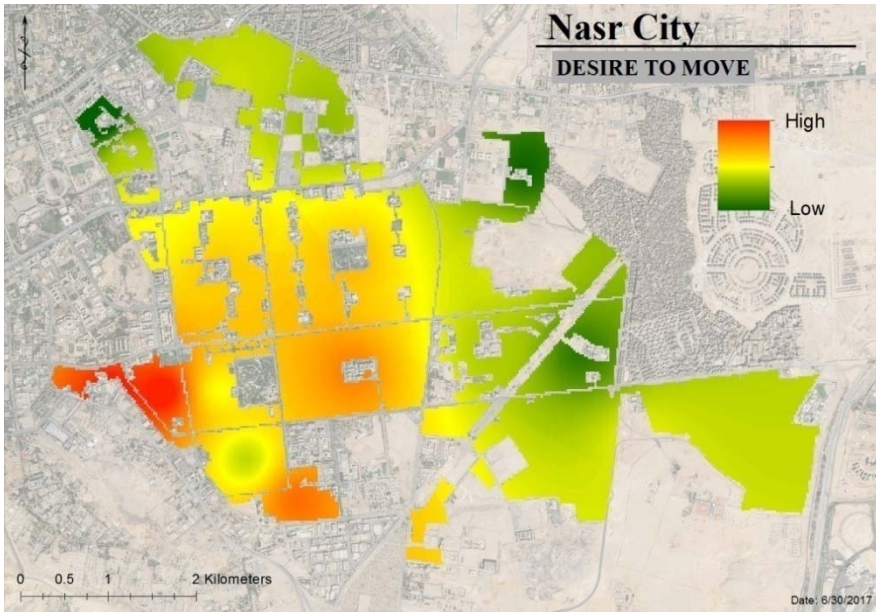 Nasr City
DESIRE TO MOVE
High
Low
0 0.5 1 2 Kilometers
Date: 6/30/2017